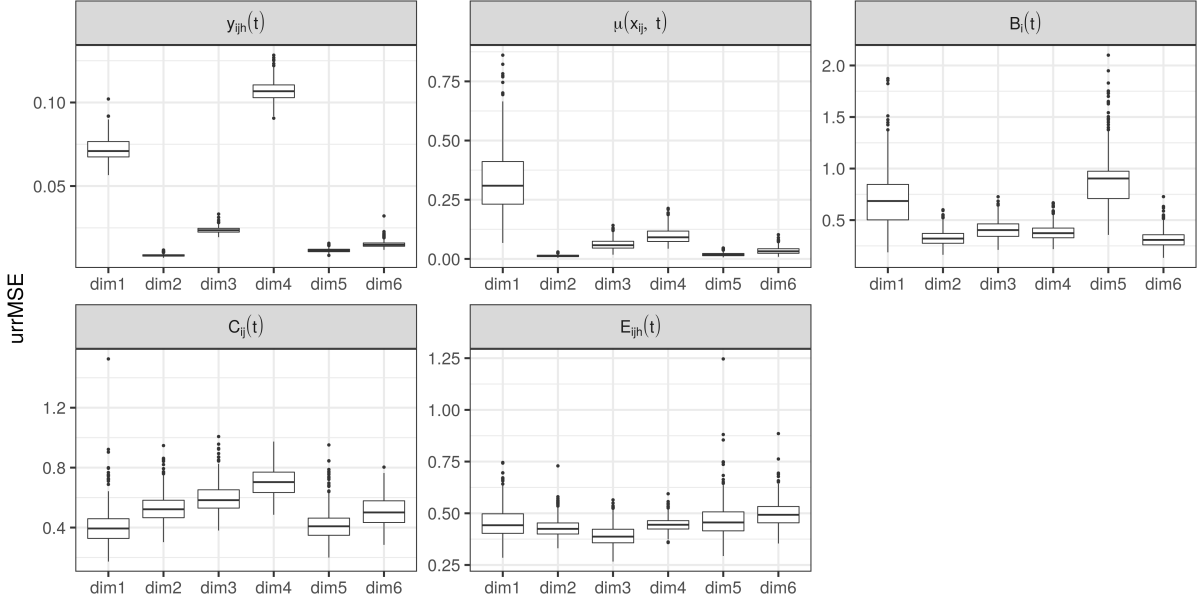 y_ijh(t)
μ(x_ij, t)
B_i(t)
0.10
0.05
0.75
0.50
0.25
0.00
2.0
1.5
1.0
0.5
dim1 dim2 dim3 dim4 dim5 dim6
dim1 dim2 dim3 dim4 dim5 dim6
dim1 dim2 dim3 dim4 dim5 dim6
urrMSE
C_ij(t)
E_ijh(t)
1.2
0.8
0.4
1.25
1.00
0.75
0.50
0.25
dim1 dim2 dim3 dim4 dim5 dim6
dim1 dim2 dim3 dim4 dim5 dim6